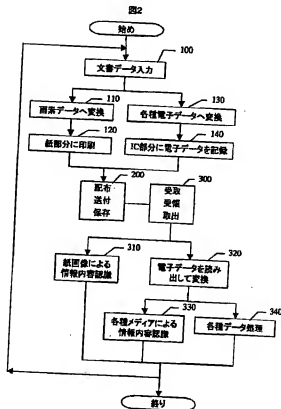 図2
始め
100
文書データ入力
110
130
画素データへ変換
各種電子データへ変換
120
140
紙部分に印刷
IC部分に電子データを記録
200
300
配布
送付
保存
受取
受領
取出
310
320
紙画像による
情報内容認識
電子データを読み
出して変換
330
340
各種メディアによる
情報内容認識
各種データ処理
終り